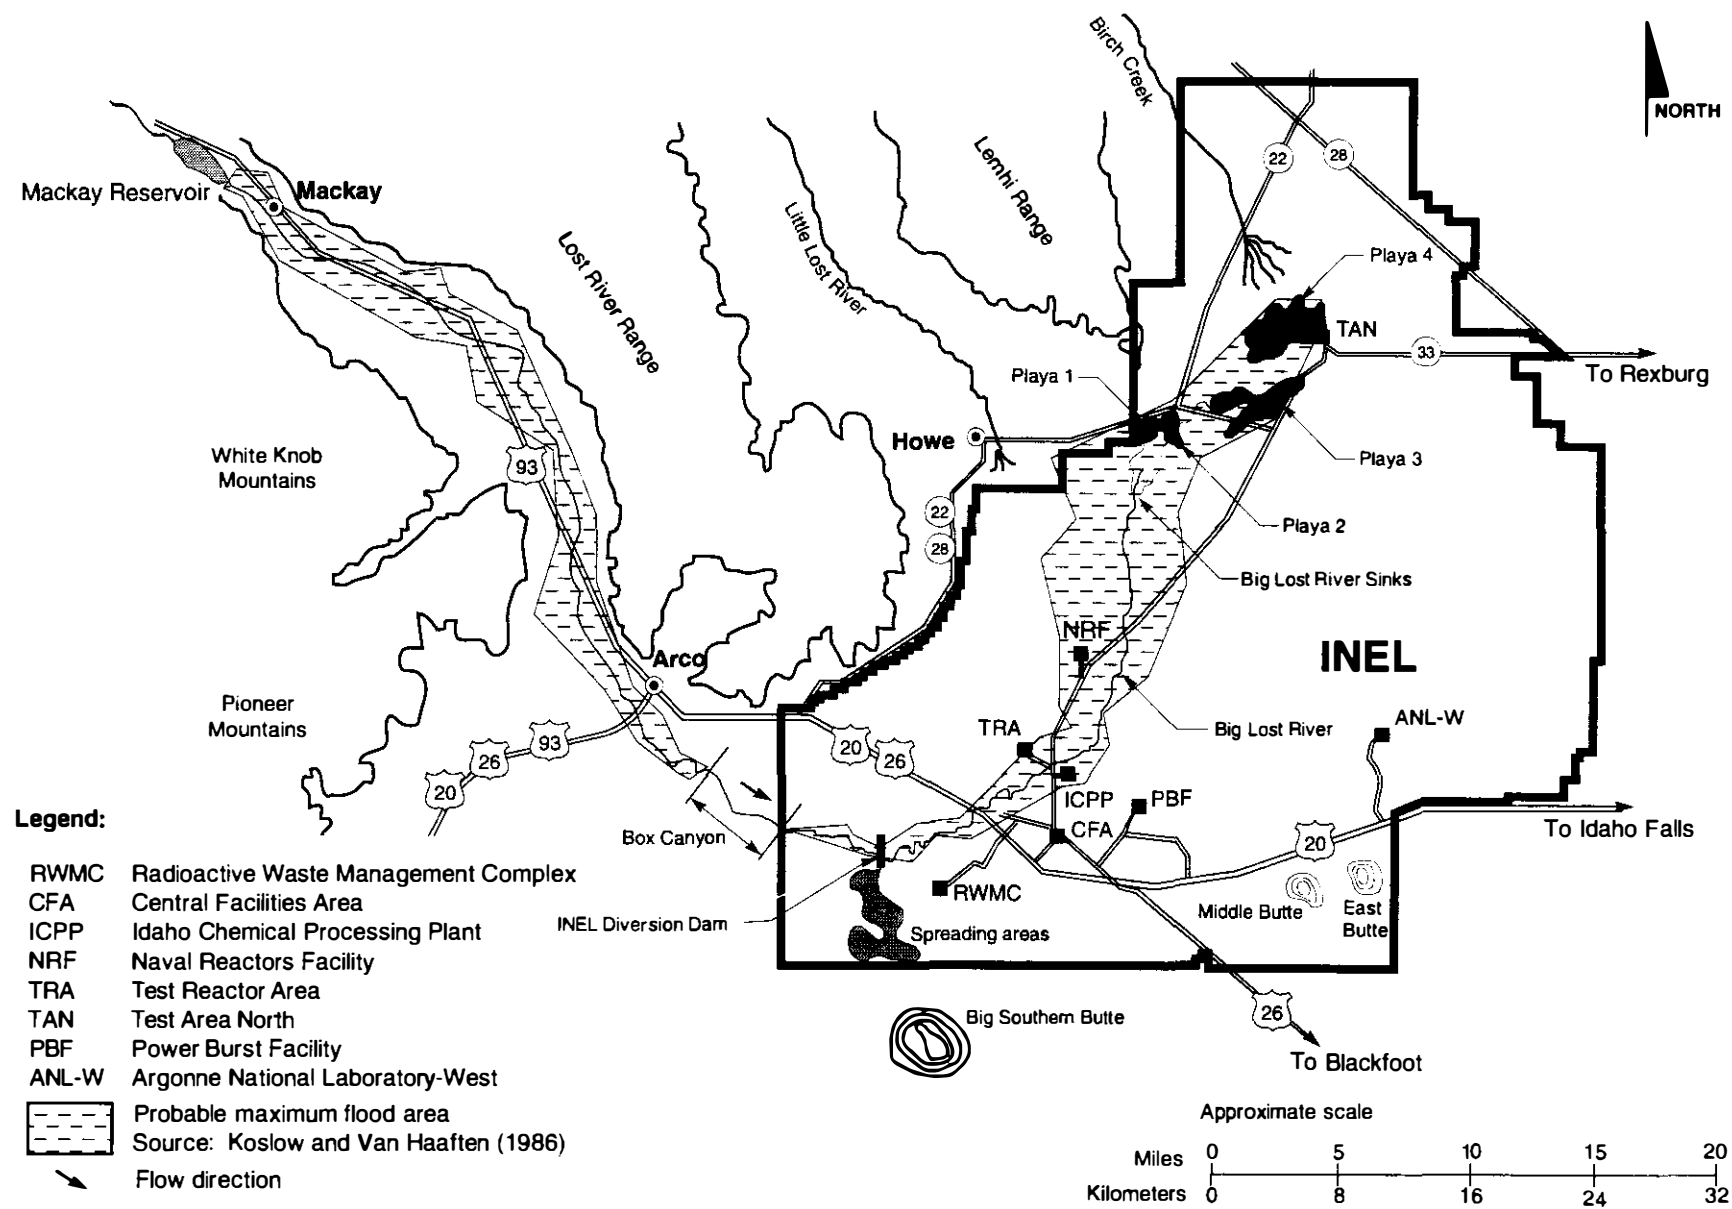 NORTH
Birch Creek
22
28
Mackay Reservoir
Mackay
Lost River Range
Little Lost River
Lemhi Range
Playa 4
TAN
33
To Rexburg
Playa 1
Howe
Playa 3
White Knob
Mountains
93
22
28
Playa 2
Big Lost River Sinks
NRF
INEL
Arco
Pioneer
Mountains
TRA
Big Lost River
ANL-W
93
26
20
20
26
ICPP
PBF
CFA
To Idaho Falls
20
Box Canyon
RWMC
Middle Butte
East
Butte
INEL Diversion Dam
Spreading areas
Big Southern Butte
26
To Blackfoot
Legend:
RWMC Radioactive Waste Management Complex
CFA Central Facilities Area
ICPP Idaho Chemical Processing Plant
NRF Naval Reactors Facility
TRA Test Reactor Area
TAN Test Area North
PBF Power Burst Facility
ANL-W Argonne National Laboratory-West
Probable maximum flood area
Source: Koslow and Van Haaften (1986)
Flow direction
Approximate scale
Miles 0 5 10 15 20
Kilometers 0 8 16 24 32